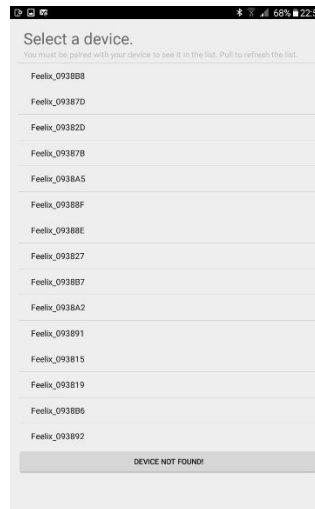 68% 22:5
Select a device.
You must be paired with your device to see it in the list. Pull to refresh the list.
Feelix_0938B8
Feelix_09387D
Feelix_09382D
Feelix_09387B
Feelix_0938A5
Feelix_09388F
Feelix_09388E
Feelix_093827
Feelix_0938B7
Feelix_0938A2
Feelix_093891
Feelix_093815
Feelix_093819
Feelix_0938B6
Feelix_093892
DEVICE NOT FOUND!